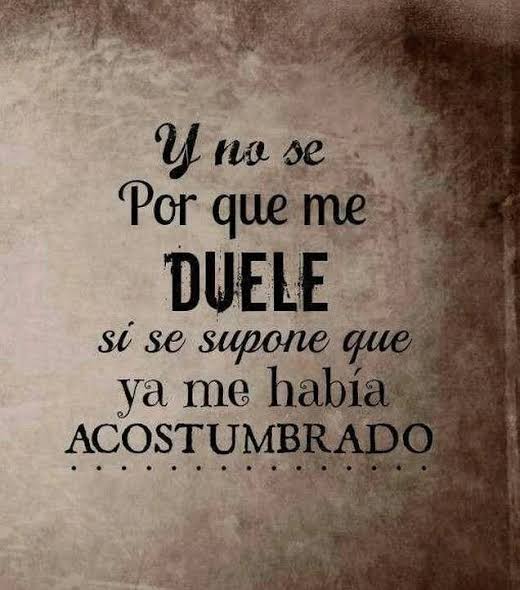 Y no se
Por que me
DUELE
si se supone que
ya me había
ACOSTUMBRADO